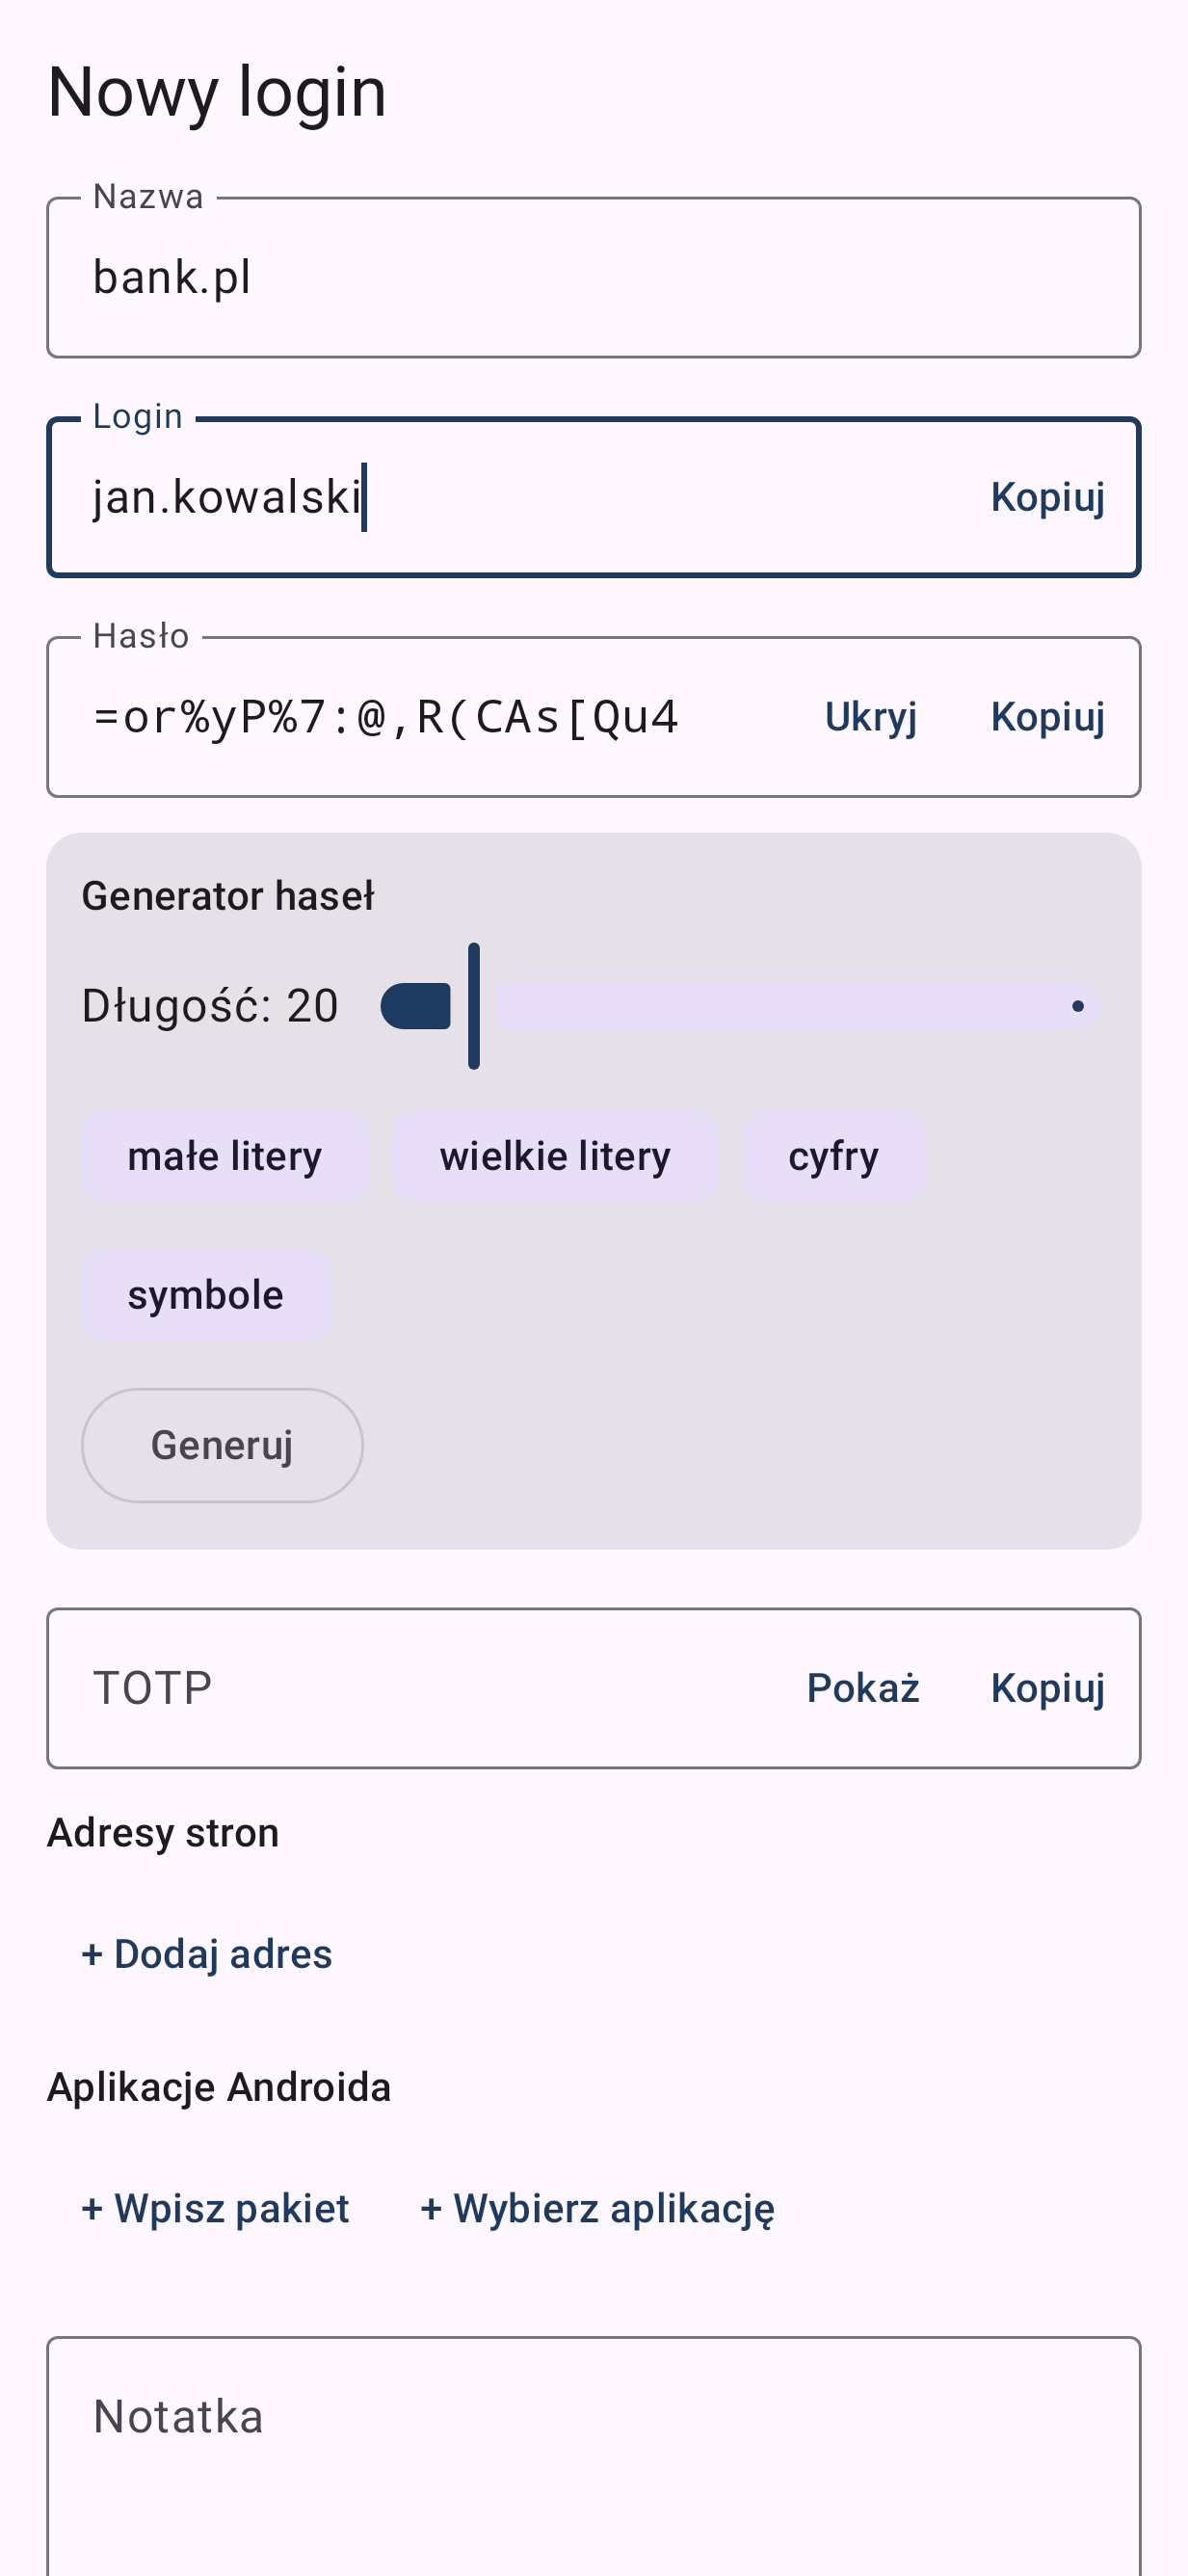 Nowy login
Nazwa
bank.pl
Login
jan.kowalski
Kopiuj
Hasło
=or%yP%7:@,R(CAs[Qu4
Ukryj
Kopiuj
Generator haseł
Długość: 20
małe litery
wielkie litery
cyfry
symbole
Generuj
TOTP
Pokaż
Kopiuj
Adresy stron
+ Dodaj adres
Aplikacje Androida
+ Wpisz pakiet
+ Wybierz aplikację
Notatka